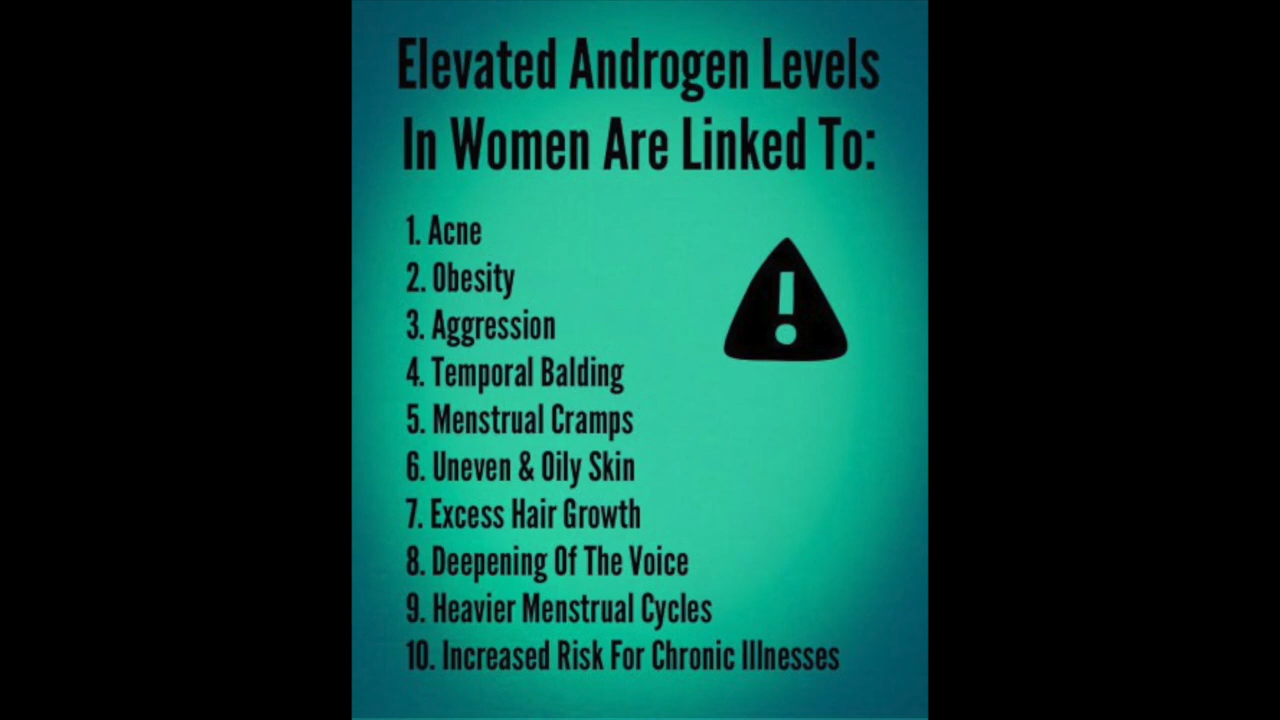 Elevated Androgen Levels
In Women Are Linked To:
1. Acne
2. Obesity
3. Aggression
4. Temporal Balding
5. Menstrual Cramps
6. Uneven & Oily Skin
7. Excess Hair Growth
8. Deepening Of The Voice
9. Heavier Menstrual Cycles
10. Increased Risk For Chronic Illnesses